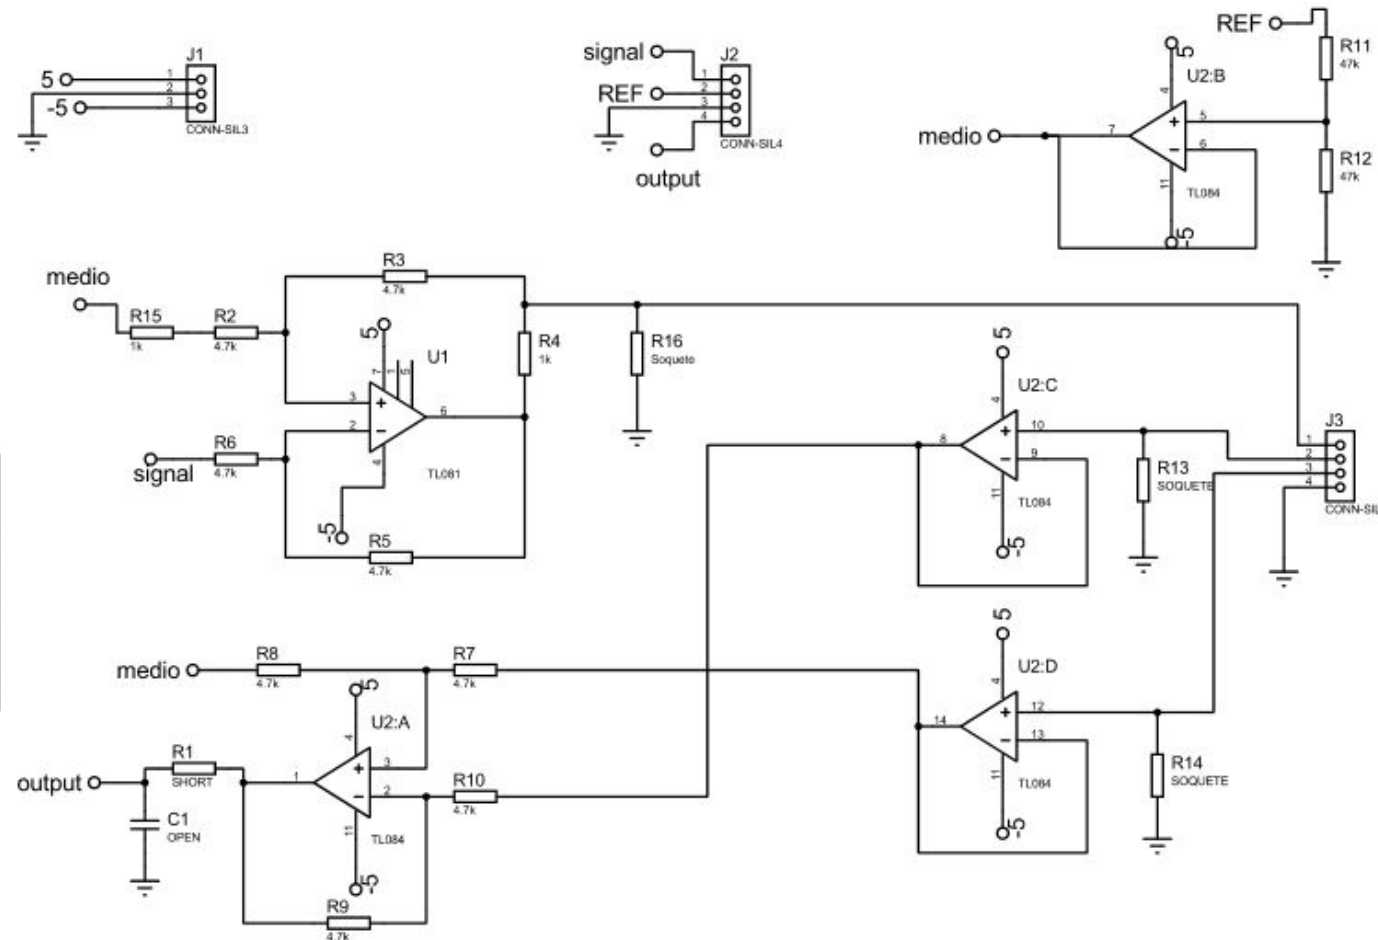 J1
5
1
2
-5
3
CONN-SIL3
signal
J2
1
REF
2
3
4
CONN-SIL4
output
REF
R11
47k
5
U2:B
4
medio
7
5
6
11
TL084
-5
R12
47k
medio
R3
4.7k
R15
1k
R2
4.7k
5
U1
7
1
5
3
2
6
4
TL081
R4
1k
R16
Soquete
R6
4.7k
signal
-5
R5
4.7k
5
U2:C
4
8
10
9
11
TL084
-5
R13
SOQUETE
J3
1
2
3
4
CONN-SIL
medio
R8
4.7k
R7
4.7k
5
U2:A
4
output
R1
SHORT
1
3
2
11
TL084
-5
R10
4.7k
C1
OPEN
R9
4.7k
5
U2:D
4
14
12
13
11
TL084
-5
R14
SOQUETE